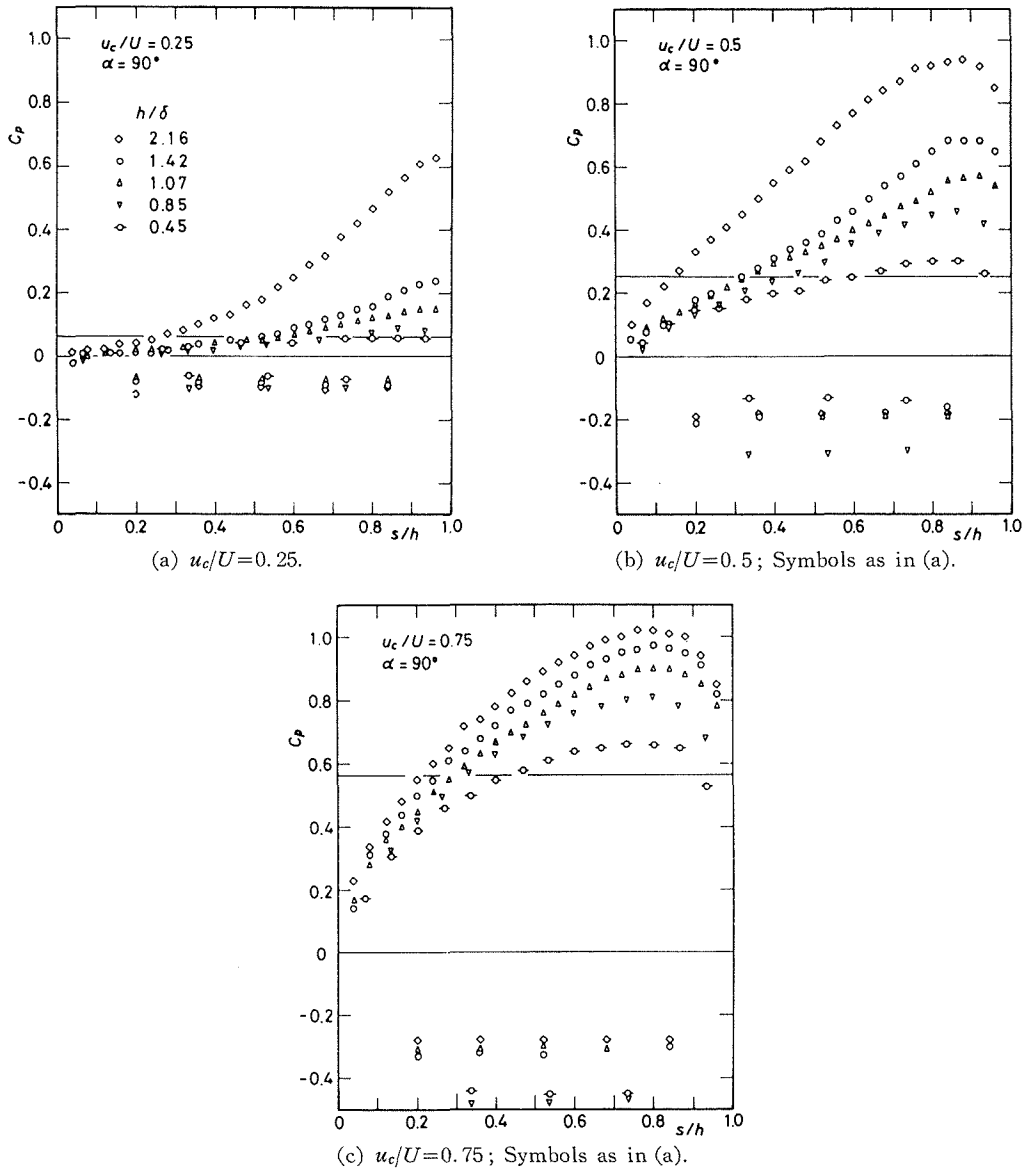 u_c/U = 0.25
α = 90°
h/δ
◇ 2.16
○ 1.42
△ 1.07
▽ 0.85
-○- 0.45
C_p
1.0
0.8
0.6
0.4
0.2
0
-0.2
-0.4
0 0.2 0.4 0.6 0.8 1.0
s/h
(a) u_c/U=0.25.
u_c/U = 0.5
α = 90°
C_p
1.0
0.8
0.6
0.4
0.2
0
-0.2
-0.4
0 0.2 0.4 0.6 0.8 1.0
s/h
(b) u_c/U=0.5; Symbols as in (a).
u_c/U = 0.75
α = 90°
C_p
1.0
0.8
0.6
0.4
0.2
0
-0.2
-0.4
0 0.2 0.4 0.6 0.8 1.0
s/h
(c) u_c/U=0.75; Symbols as in (a).